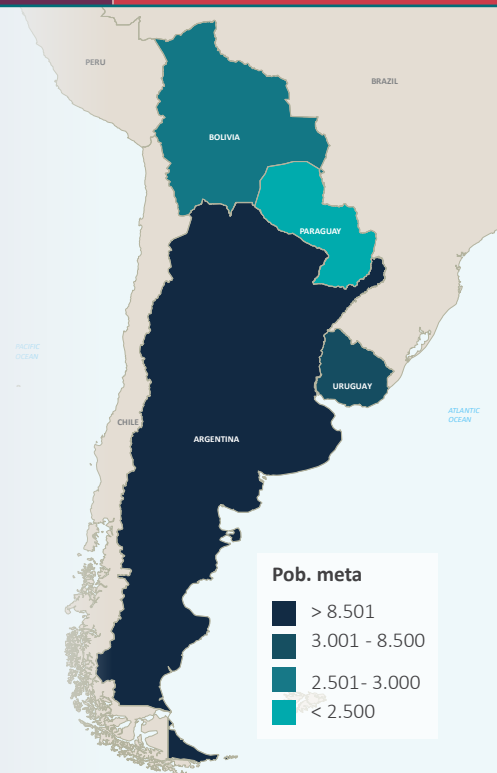 PERU
BRAZIL
BOLIVIA
PARAGUAY
PACIFIC
OCEAN
URUGUAY
ATLANTIC
OCEAN
CHILE
ARGENTINA
Pob. meta
> 8.501
3.001 - 8.500
2.501- 3.000
< 2.500